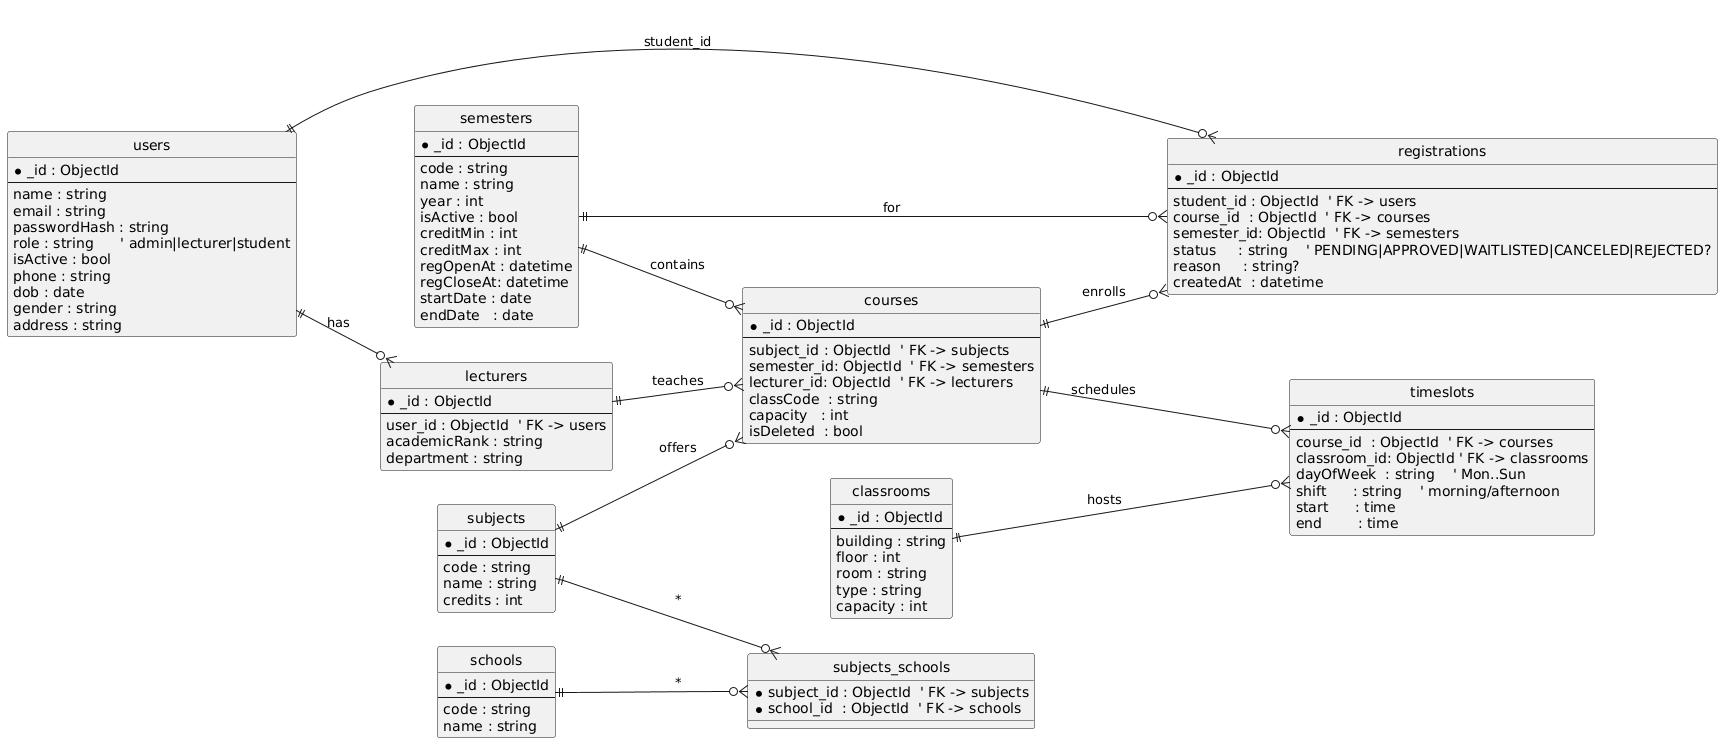 student_id
users
* _id : ObjectId
name : string
email : string
passwordHash : string
role : string      ' admin|lecturer|student
isActive : bool
phone : string
dob : date
gender : string
address : string
semesters
* _id : ObjectId
code : string
name : string
year : int
isActive : bool
creditMin : int
creditMax : int
regOpenAt : datetime
regCloseAt: datetime
startDate : date
endDate   : date
for
contains
has
registrations
* _id : ObjectId
student_id : ObjectId  ' FK -> users
course_id  : ObjectId  ' FK -> courses
semester_id: ObjectId  ' FK -> semesters
status     : string    ' PENDING|APPROVED|WAITLISTED|CANCELED|REJECTED?
reason     : string?
createdAt  : datetime
enrolls
lecturers
* _id : ObjectId
user_id : ObjectId  ' FK -> users
academicRank : string
department : string
teaches
offers
courses
* _id : ObjectId
subject_id : ObjectId  ' FK -> subjects
semester_id: ObjectId  ' FK -> semesters
lecturer_id: ObjectId  ' FK -> lecturers
classCode  : string
capacity   : int
isDeleted  : bool
schedules
timeslots
* _id : ObjectId
course_id  : ObjectId  ' FK -> courses
classroom_id: ObjectId ' FK -> classrooms
dayOfWeek  : string    ' Mon..Sun
shift      : string    ' morning/afternoon
start      : time
end        : time
subjects
* _id : ObjectId
code : string
name : string
credits : int
classrooms
* _id : ObjectId
building : string
floor : int
room : string
type : string
capacity : int
hosts
*
schools
* _id : ObjectId
code : string
name : string
*
subjects_schools
* subject_id : ObjectId  ' FK -> subjects
* school_id  : ObjectId  ' FK -> schools